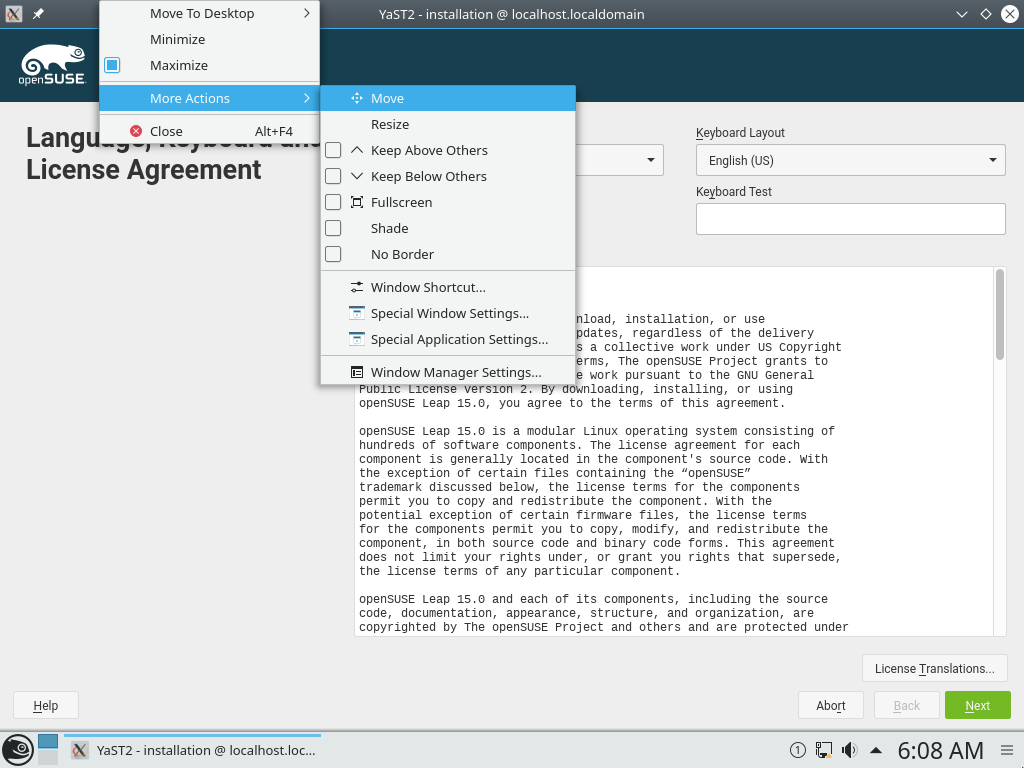 YaST2 - installation @ localhost.localdomain
openSUSE
Move To Desktop
Minimize
Maximize
More Actions
Close Alt+F4
Move
Resize
Keep Above Others
Keep Below Others
Fullscreen
Shade
No Border
Window Shortcut...
Special Window Settings...
Special Application Settings...
Window Manager Settings...
Language, Keyboard and
License Agreement
Keyboard Layout
English (US)
Keyboard Test
nload, installation, or use
pdates, regardless of the delivery
s a collective work under US Copyright
erms, The openSUSE Project grants to
e work pursuant to the GNU General
Public License version 2. By downloading, installing, or using
openSUSE Leap 15.0, you agree to the terms of this agreement.
openSUSE Leap 15.0 is a modular Linux operating system consisting of
hundreds of software components. The license agreement for each
component is generally located in the component's source code. With
the exception of certain files containing the “openSUSE”
trademark discussed below, the license terms for the components
permit you to copy and redistribute the component. With the
potential exception of certain firmware files, the license terms
for the components permit you to copy, modify, and redistribute the
component, in both source code and binary code forms. This agreement
does not limit your rights under, or grant you rights that supersede,
the license terms of any particular component.
openSUSE Leap 15.0 and each of its components, including the source
code, documentation, appearance, structure, and organization, are
copyrighted by The openSUSE Project and others and are protected under
License Translations...
Help
Abort
Back
Next
YaST2 - installation @ localhost.loc...
1
6:08 AM